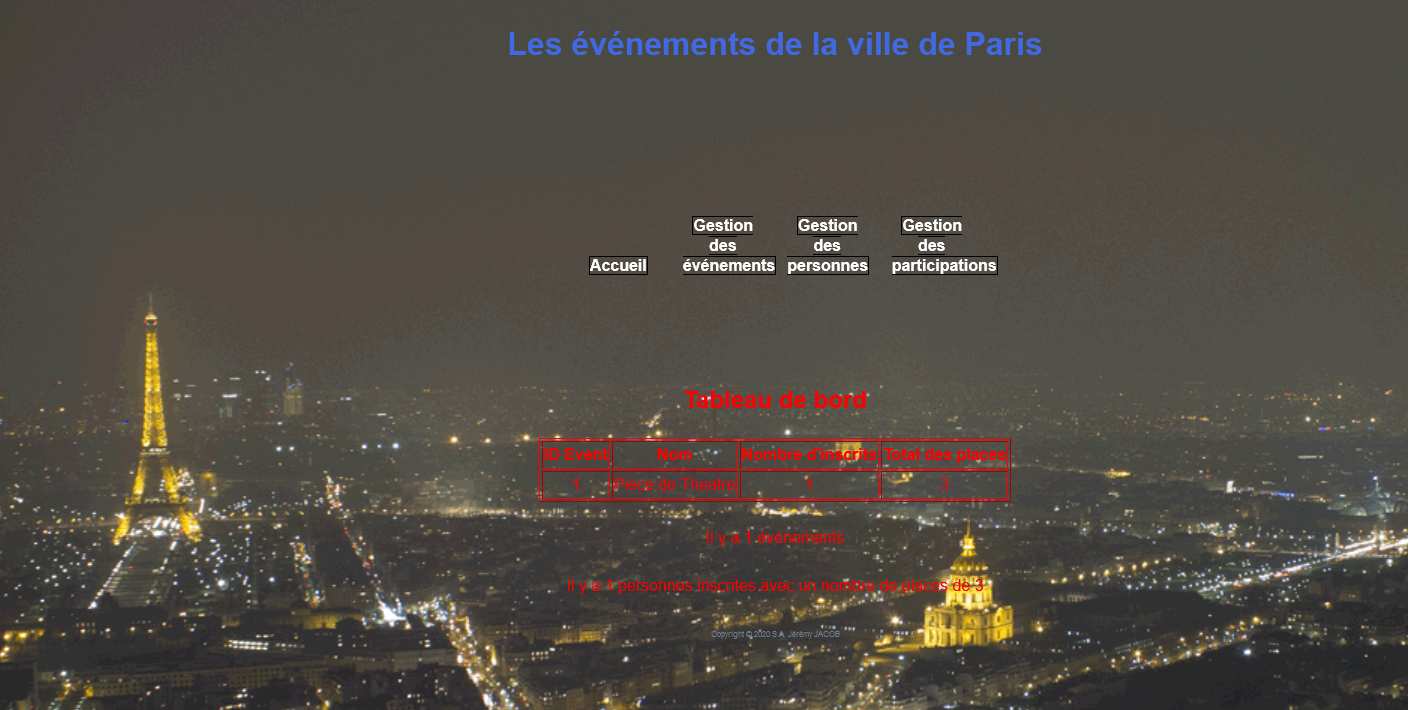 Les événements de la ville de Paris
Gestion Gestion Gestion
des des des
Accueil événements personnes participations
Tableau de bord
ID Event Nom Nombre d'inscrits Total des places
1 Piece de Theatre 1 3
Il y a 1 événements
Il y a 1 personnes inscrites avec un nombre de places de 3
Copyright © 2020 S.A. Jérémy JACOB